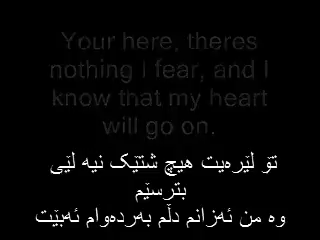 Your here, theres
nothing I fear, and I
know that my heart
will go on.
تۆ لێرەیت هیچ شتێک نیە لێی
بترسێم
وە من ئەزانم دڵم بەردەوام ئەبێت